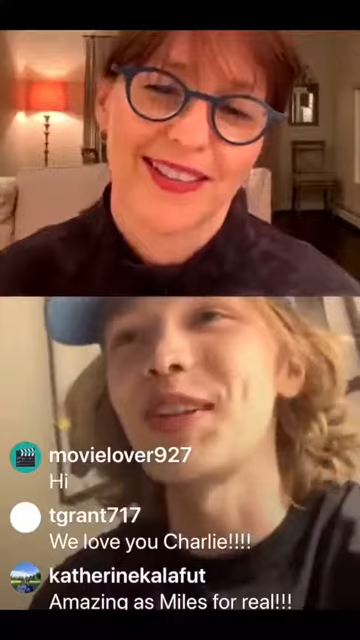 movielover927
Hi
tgrant717
We love you Charlie!!!!
katherinekalafut
Amazing as Miles for real!!!